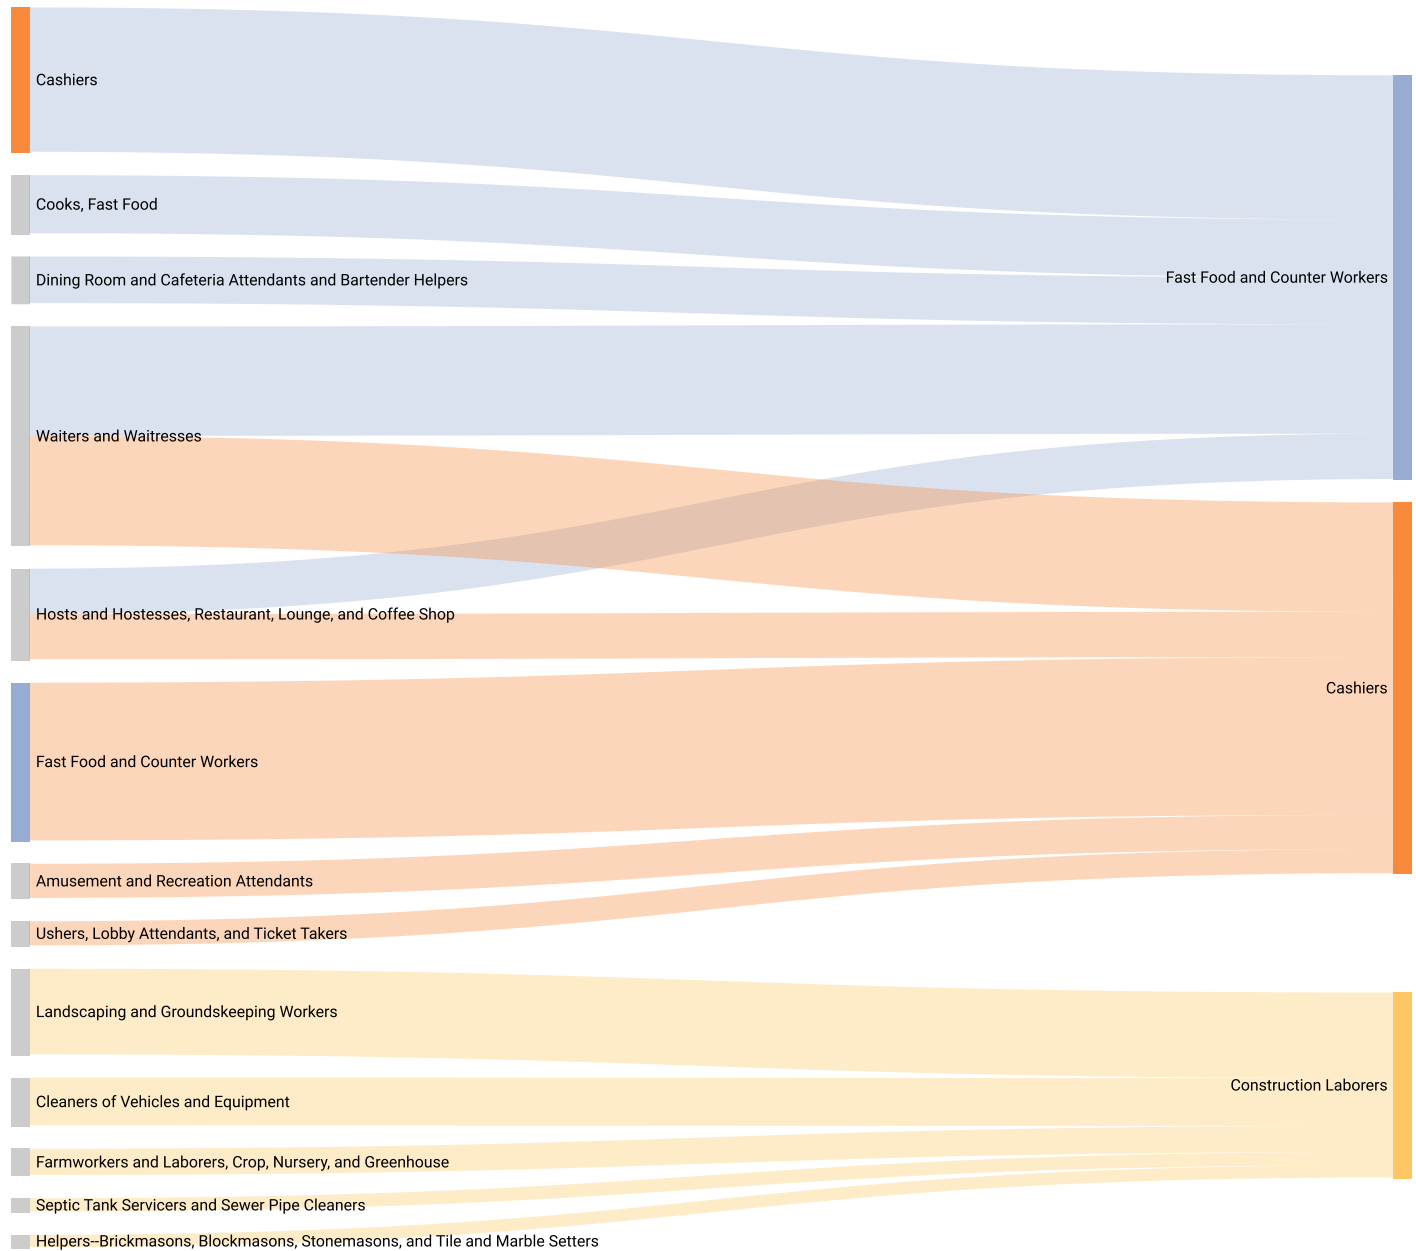 Cashiers
Cooks, Fast Food
Dining Room and Cafeteria Attendants and Bartender Helpers
Fast Food and Counter Workers
Waiters and Waitresses
Hosts and Hostesses, Restaurant, Lounge, and Coffee Shop
Cashiers
Fast Food and Counter Workers
Amusement and Recreation Attendants
Ushers, Lobby Attendants, and Ticket Takers
Landscaping and Groundskeeping Workers
Construction Laborers
Cleaners of Vehicles and Equipment
Farmworkers and Laborers, Crop, Nursery, and Greenhouse
Septic Tank Servicers and Sewer Pipe Cleaners
Helpers--Brickmasons, Blockmasons, Stonemasons, and Tile and Marble Setters